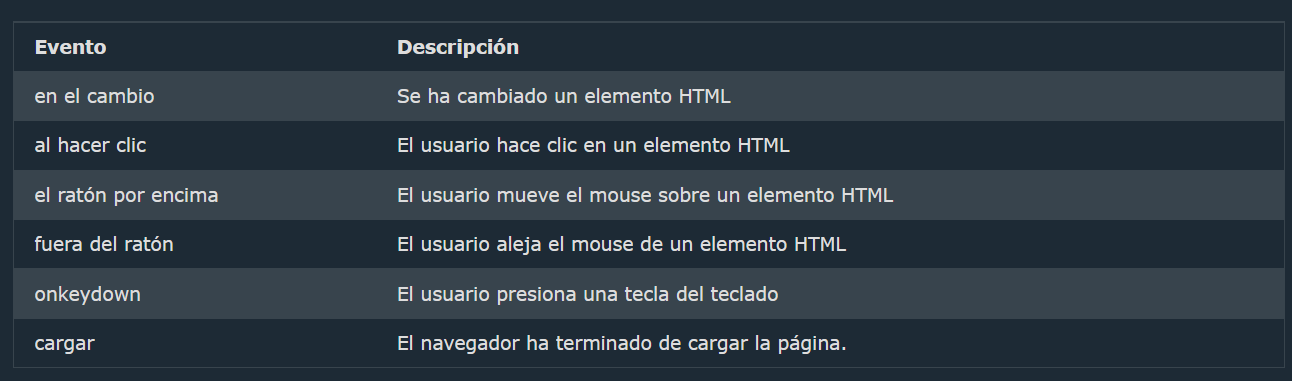 Evento Descripción
en el cambio Se ha cambiado un elemento HTML
al hacer clic El usuario hace clic en un elemento HTML
el ratón por encima El usuario mueve el mouse sobre un elemento HTML
fuera del ratón El usuario aleja el mouse de un elemento HTML
onkeydown El usuario presiona una tecla del teclado
cargar El navegador ha terminado de cargar la página.